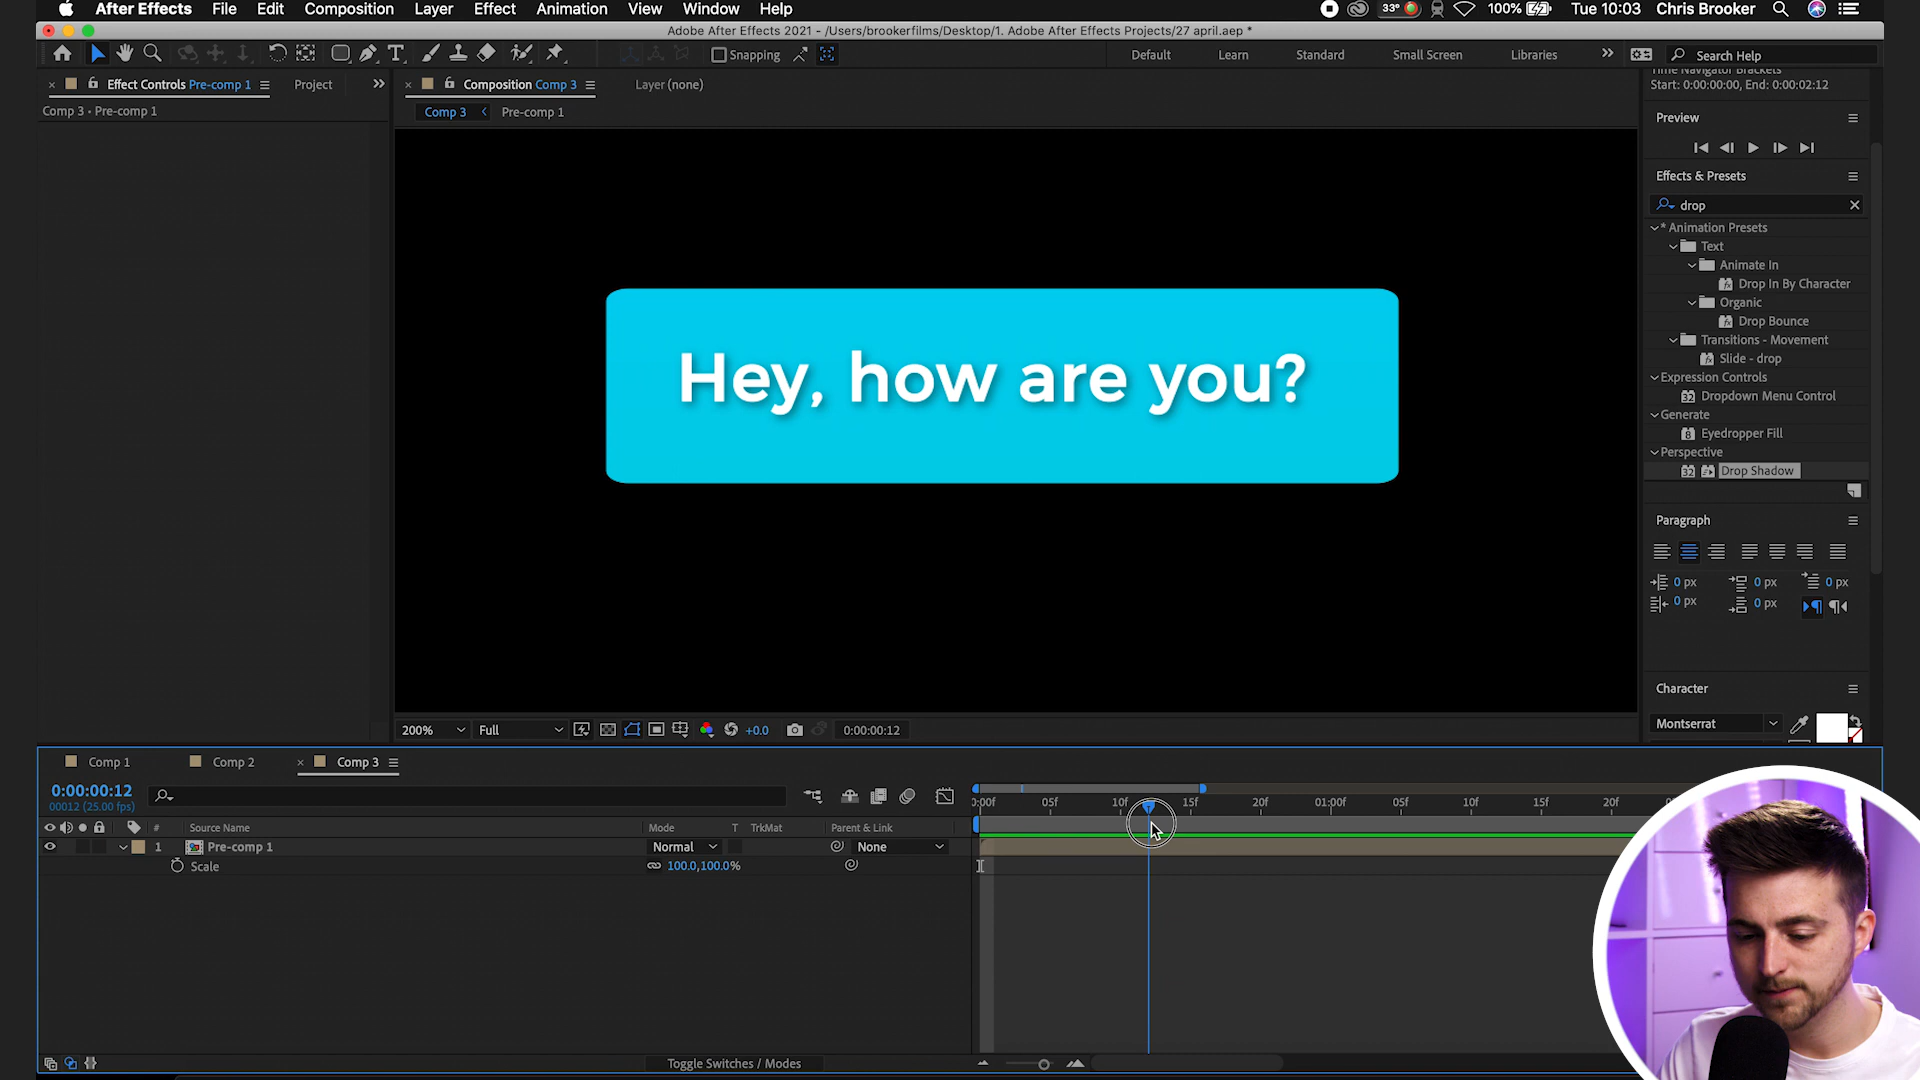 After Effects File Edit Composition Layer Effect Animation View Window Help 33° 100% Tue 10:03 Chris Brooker
Adobe After Effects 2021 - /Users/brookerfilms/Desktop/1. Adobe After Effects Projects/27 april.aep *
Snapping Default Learn Standard Small Screen Libraries Search Help
Effect Controls Pre-comp 1 Project
Composition Comp 3 Layer (none)
Comp 3 • Pre-comp 1
Comp 3 Pre-comp 1
Time Navigator Brackets
Start: 0:00:00:00, End: 0:00:02:12
Preview
Effects & Presets
drop
* Animation Presets
Text
Animate In
Drop In By Character
Organic
Drop Bounce
Transitions - Movement
Slide - drop
Expression Controls
Dropdown Menu Control
Generate
Eyedropper Fill
Perspective
Drop Shadow
Hey, how are you?
Paragraph
0 px 0 px 0 px
0 px 0 px
Character
Montserrat
200% Full +0.0 0:00:00:12
Comp 1 Comp 2 Comp 3
0:00:00:12
00012 (25.00 fps)
:00f 05f 10f 15f 20f 01:00f 05f 10f 15f 20f
# Source Name Mode T TrkMat Parent & Link
1 Pre-comp 1 Normal None
Scale 100.0,100.0%
Toggle Switches / Modes